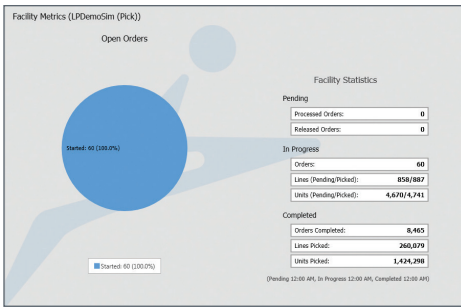 Facility Metrics (LPDemoSim (Pick))
Open Orders
Started: 60 (100.0%)
Started: 60 (100.0%)
Facility Statistics
Pending
Processed Orders: 0
Released Orders: 0
In Progress
Orders: 60
Lines (Pending/Picked): 858/887
Units (Pending/Picked): 4,670/4,741
Completed
Orders Completed: 8,465
Lines Picked: 260,079
Units Picked: 1,424,298
(Pending 12:00 AM, In Progress 12:00 AM, Completed 12:00 AM)